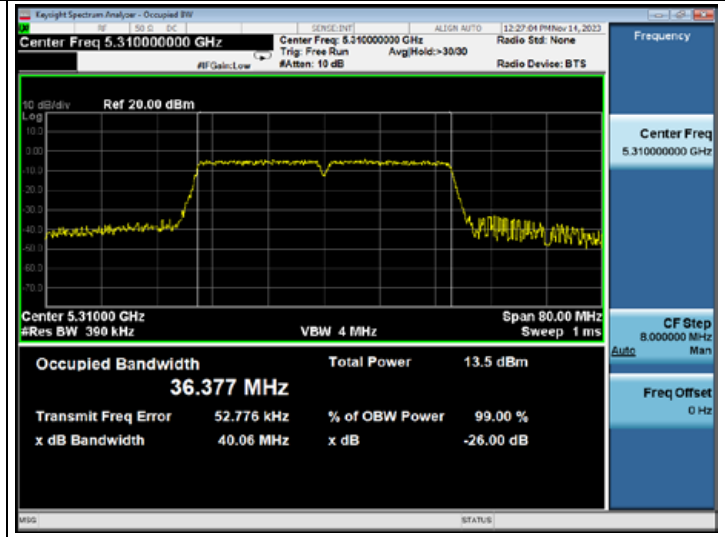 Keysight Spectrum Analyzer - Occupied BW
RF 50 Ω DC SENSE:INT ALIGN AUTO 12:27:04 PM Nov 14, 2023
Center Freq 5.310000000 GHz
Center Freq: 5.310000000 GHz
Radio Std: None
Trig: Free Run Avg|Hold:>30/30
#IFGain:Low #Atten: 10 dB Radio Device: BTS
Frequency
10 dB/div Ref 20.00 dBm
Log
10.0
0.00
-10.0
-20.0
-30.0
-40.0
-50.0
-60.0
-70.0
Center 5.31000 GHz Span 80.00 MHz
#Res BW 390 kHz VBW 4 MHz Sweep 1 ms
Occupied Bandwidth Total Power 13.5 dBm
36.377 MHz
Transmit Freq Error 52.776 kHz % of OBW Power 99.00 %
x dB Bandwidth 40.06 MHz x dB -26.00 dB
Center Freq
5.310000000 GHz
CF Step
8.000000 MHz
Auto Man
Freq Offset
0 Hz
MSG STATUS